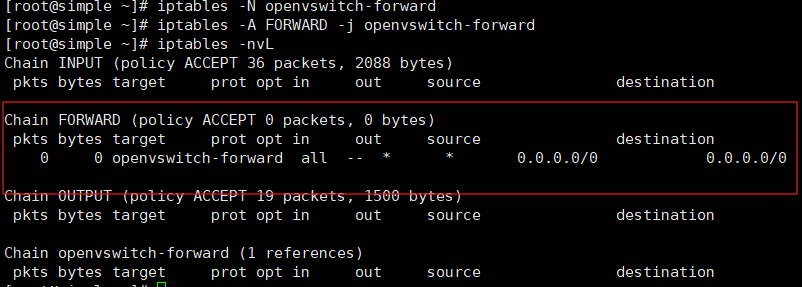 [root@simple ~]# iptables -N openvswitch-forward
[root@simple ~]# iptables -A FORWARD -j openvswitch-forward
[root@simple ~]# iptables -nvL
Chain INPUT (policy ACCEPT 36 packets, 2088 bytes)
 pkts bytes target     prot opt in     out     source               destination

Chain FORWARD (policy ACCEPT 0 packets, 0 bytes)
 pkts bytes target     prot opt in     out     source               destination
    0     0 openvswitch-forward  all  --  *      *       0.0.0.0/0            0.0.0.0/0

Chain OUTPUT (policy ACCEPT 19 packets, 1500 bytes)
 pkts bytes target     prot opt in     out     source               destination

Chain openvswitch-forward (1 references)
 pkts bytes target     prot opt in     out     source               destination